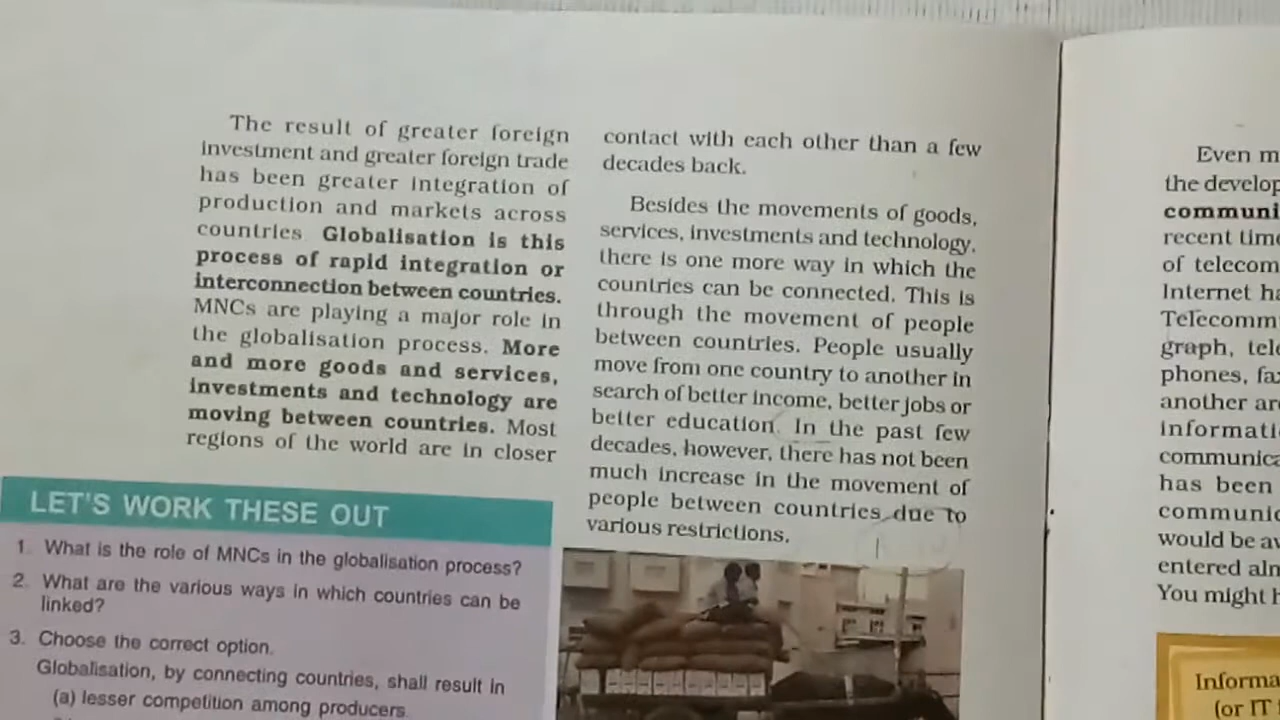 The result of greater foreign
investment and greater foreign trade
has been greater integration of
production and markets across
countries. Globalisation is this
process of rapid integration or
interconnection between countries.
MNCs are playing a major role in
the globalisation process. More
and more goods and services,
investments and technology are
moving between countries. Most
regions of the world are in closer
contact with each other than a few
decades back.
Besides the movements of goods,
services, investments and technology,
there is one more way in which the
countries can be connected. This is
through the movement of people
between countries. People usually
move from one country to another in
search of better income, better jobs or
better education. In the past few
decades, however, there has not been
much increase in the movement of
people between countries due to
various restrictions.
LET'S WORK THESE OUT
1. What is the role of MNCs in the globalisation process?
2. What are the various ways in which countries can be
linked?
3. Choose the correct option.
Globalisation, by connecting countries, shall result in
(a) lesser competition among producers.
Even m
the develop
communi
recent time
of telecom
Internet ha
Telecomm
graph, tele
phones, fax
another are
informati
communica
has been
communic
would be av
entered alm
You might h
Informa
(or IT